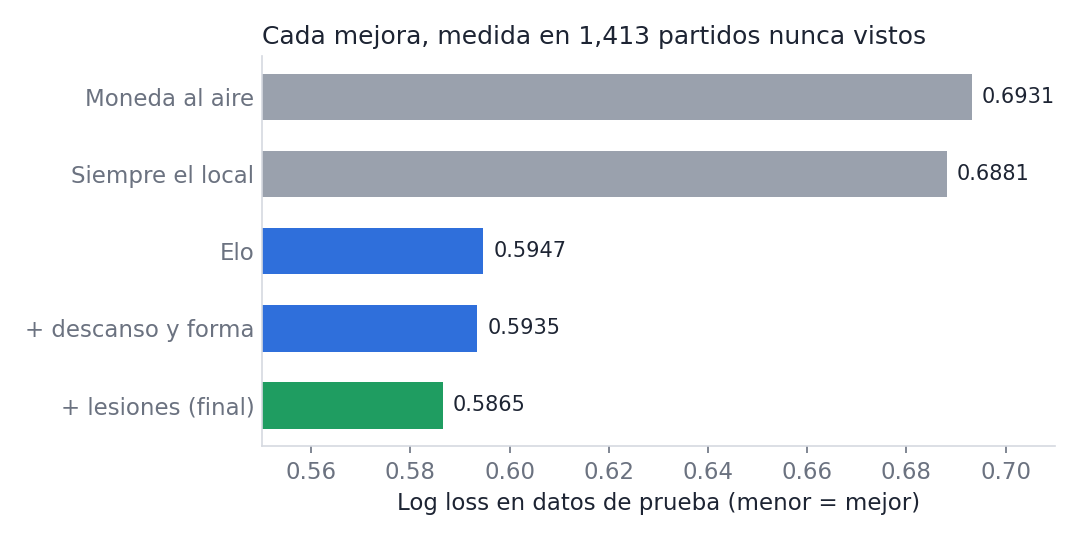 Cada mejora, medida en 1,413 partidos nunca vistos
Moneda al aire 0.6931
Siempre el local 0.6881
Elo 0.5947
+ descanso y forma 0.5935
+ lesiones (final) 0.5865
0.56 0.58 0.60 0.62 0.64 0.66 0.68 0.70
Log loss en datos de prueba (menor = mejor)